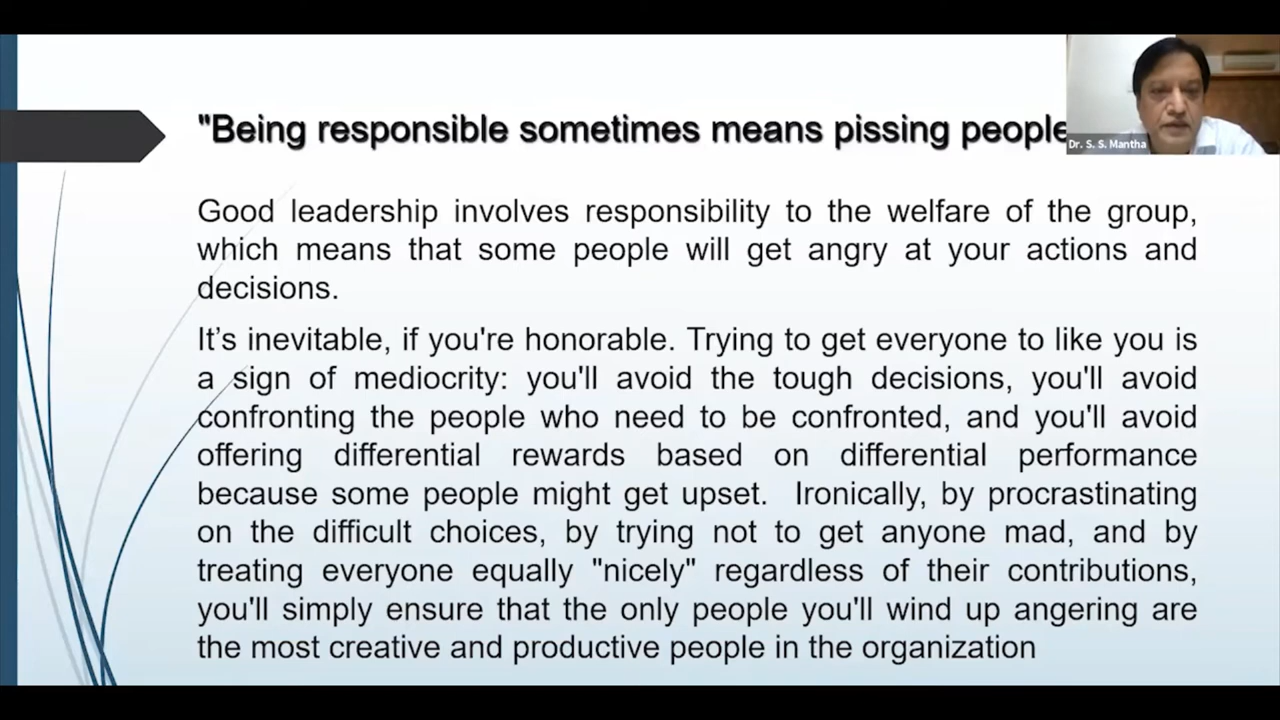 "Being responsible sometimes means pissing people
Dr. S. S. Mantha
Good leadership involves responsibility to the welfare of the group,
which means that some people will get angry at your actions and
decisions.
It’s inevitable, if you're honorable. Trying to get everyone to like you is
a sign of mediocrity: you'll avoid the tough decisions, you'll avoid
confronting the people who need to be confronted, and you'll avoid
offering differential rewards based on differential performance
because some people might get upset.  Ironically, by procrastinating
on the difficult choices, by trying not to get anyone mad, and by
treating everyone equally "nicely" regardless of their contributions,
you'll simply ensure that the only people you'll wind up angering are
the most creative and productive people in the organization